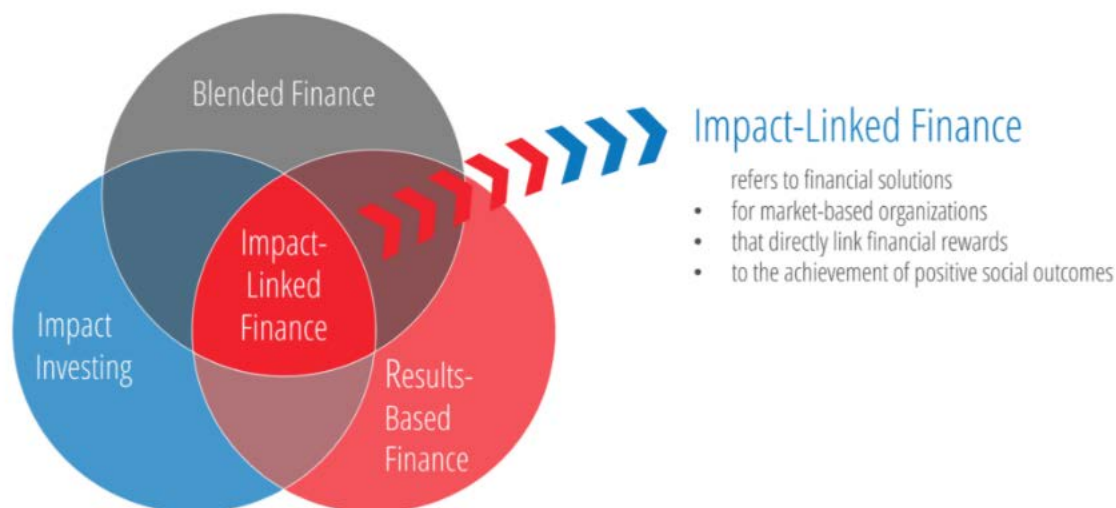 Blended Finance
Impact-Linked Finance
refers to financial solutions
• for market-based organizations
• that directly link financial rewards
• to the achievement of positive social outcomes
Impact-
Linked
Finance
Impact
Investing
Results-
Based
Finance